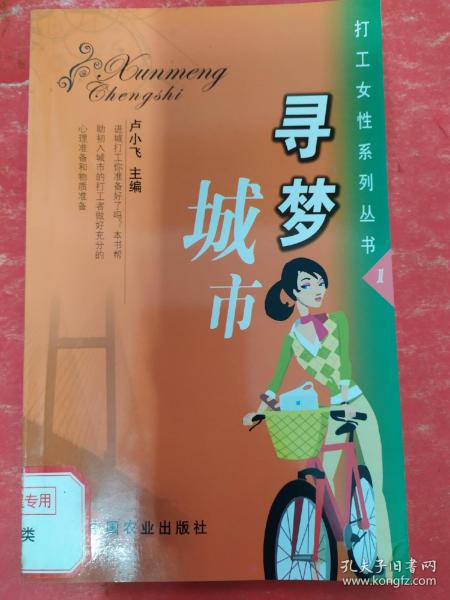 打工女性系列丛书
1
Xunmeng
Chengshi
寻梦
城市
卢小飞 主编
进城打工你准备好了吗？本书帮
助初入城市的打工者做好充分的
心理准备和物质准备
专用
类
国农业出版社
孔夫子旧书网
www.kongfz.com